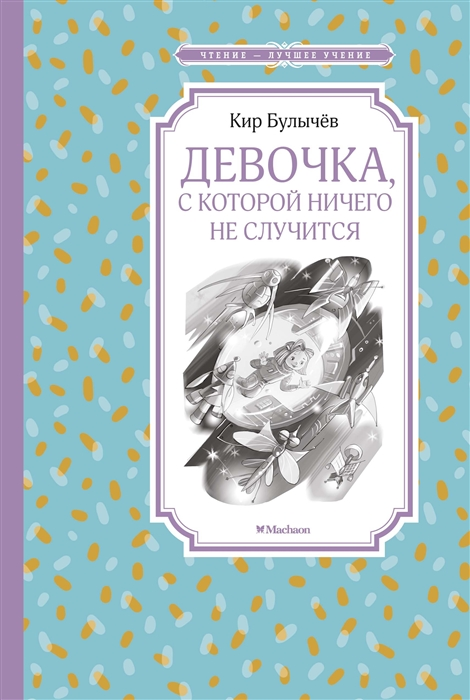 ЧТЕНИЕ — ЛУЧШЕЕ УЧЕНИЕ
Кир Булычёв
ДЕВОЧКА,
С КОТОРОЙ НИЧЕГО
НЕ СЛУЧИТСЯ
Machaon